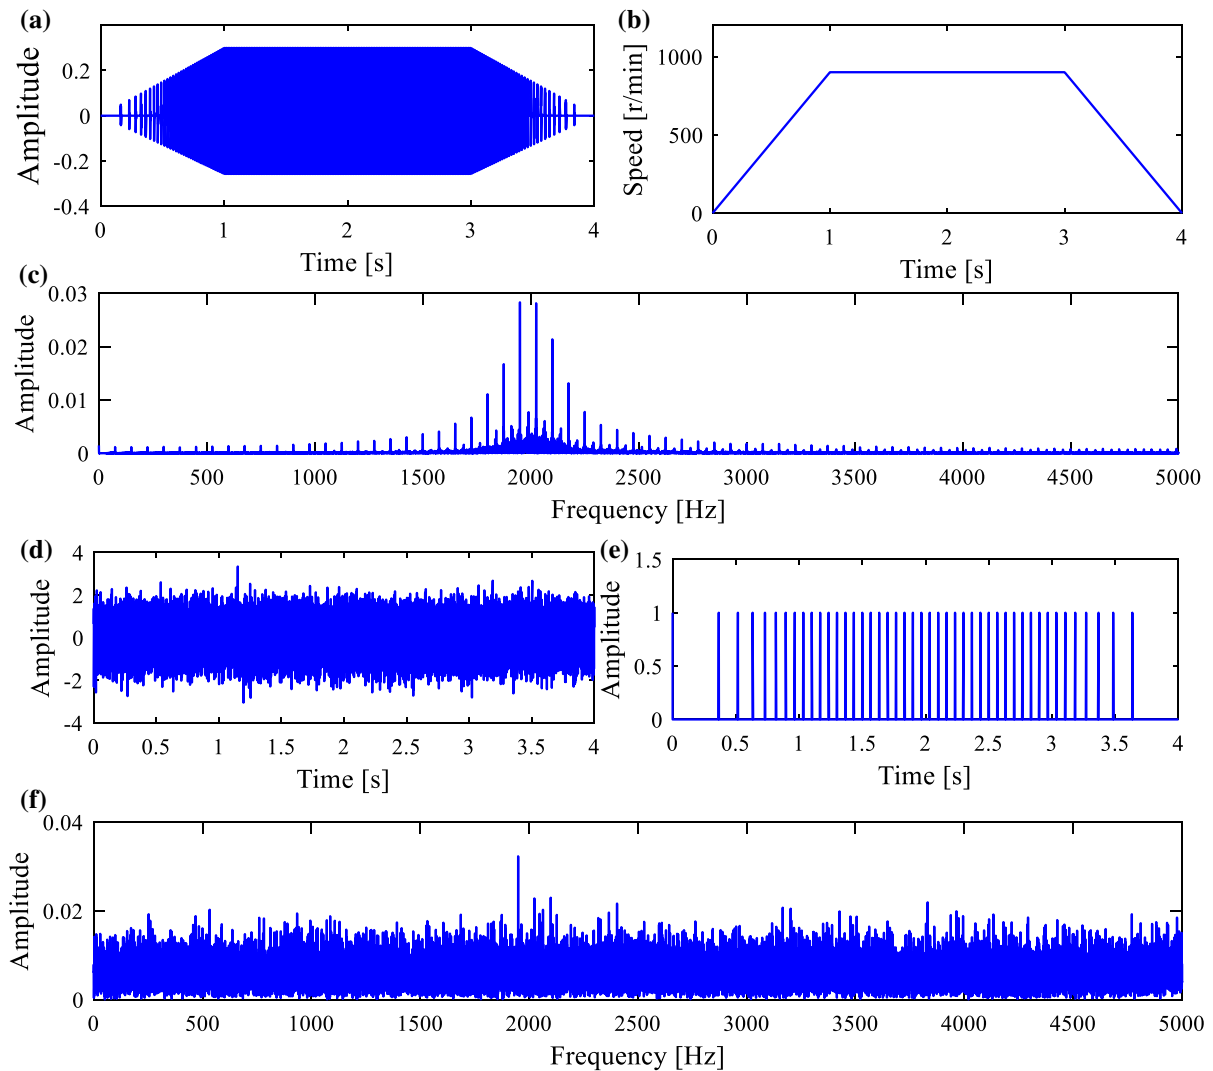 (a)
Amplitude
0.2
0
-0.2
-0.4
0 1 2 3 4
Time [s]
(b)
Speed [r/min]
1000
500
0
0 1 2 3 4
Time [s]
(c)
Amplitude
0.03
0.02
0.01
0
0 500 1000 1500 2000 2500 3000 3500 4000 4500 5000
Frequency [Hz]
(d)
Amplitude
4
2
0
-2
-4
0 0.5 1 1.5 2 2.5 3 3.5 4
Time [s]
(e)
Amplitude
1.5
1
0.5
0
0 0.5 1 1.5 2 2.5 3 3.5 4
Time [s]
(f)
Amplitude
0.04
0.02
0
0 500 1000 1500 2000 2500 3000 3500 4000 4500 5000
Frequency [Hz]